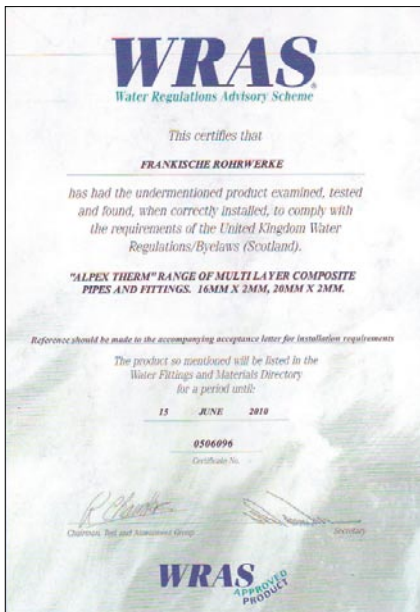 WRAS
Water Regulations Advisory Scheme
This certifies that
FRANKISCHE ROHRWERKE
has had the undermentioned product examined, tested
and found, when correctly installed, to comply with
the requirements of the United Kingdom Water
Regulations/Byelaws (Scotland).
"ALPEX THERM" RANGE OF MULTI LAYER COMPOSITE
PIPES AND FITTINGS. 16MM X 2MM, 20MM X 2MM.
Reference should be made to the accompanying acceptance letter for installation requirements
The product so mentioned will be listed in the
Water Fittings and Materials Directory
for a period until:
15 JUNE 2010
0506096
Certificate No.
Chairman, Test and Assessment Group
Secretary
WRAS
APPROVED
PRODUCT